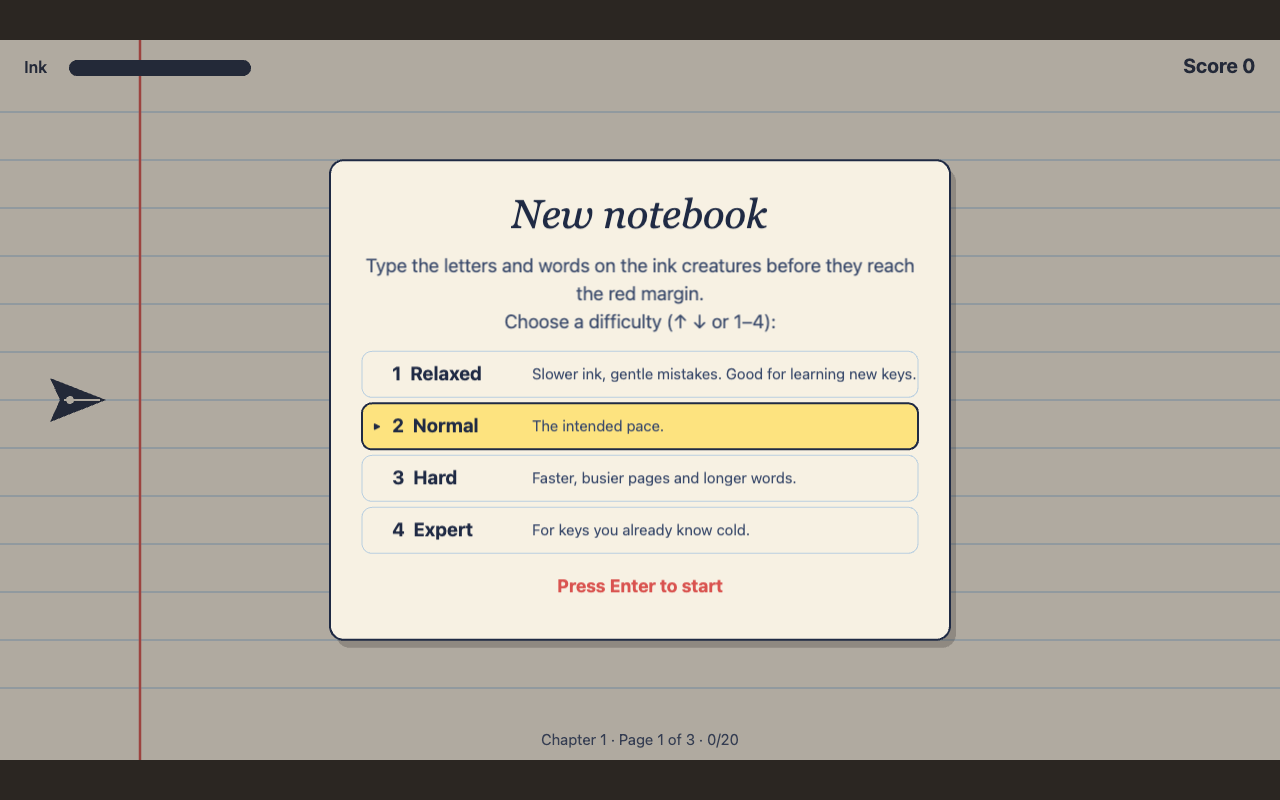 Ink
Score 0
New notebook
Type the letters and words on the ink creatures before they reach
the red margin.
Choose a difficulty (↑ ↓ or 1–4):
1 Relaxed Slower ink, gentle mistakes. Good for learning new keys.
▸ 2 Normal The intended pace.
3 Hard Faster, busier pages and longer words.
4 Expert For keys you already know cold.
Press Enter to start
Chapter 1 · Page 1 of 3 · 0/20